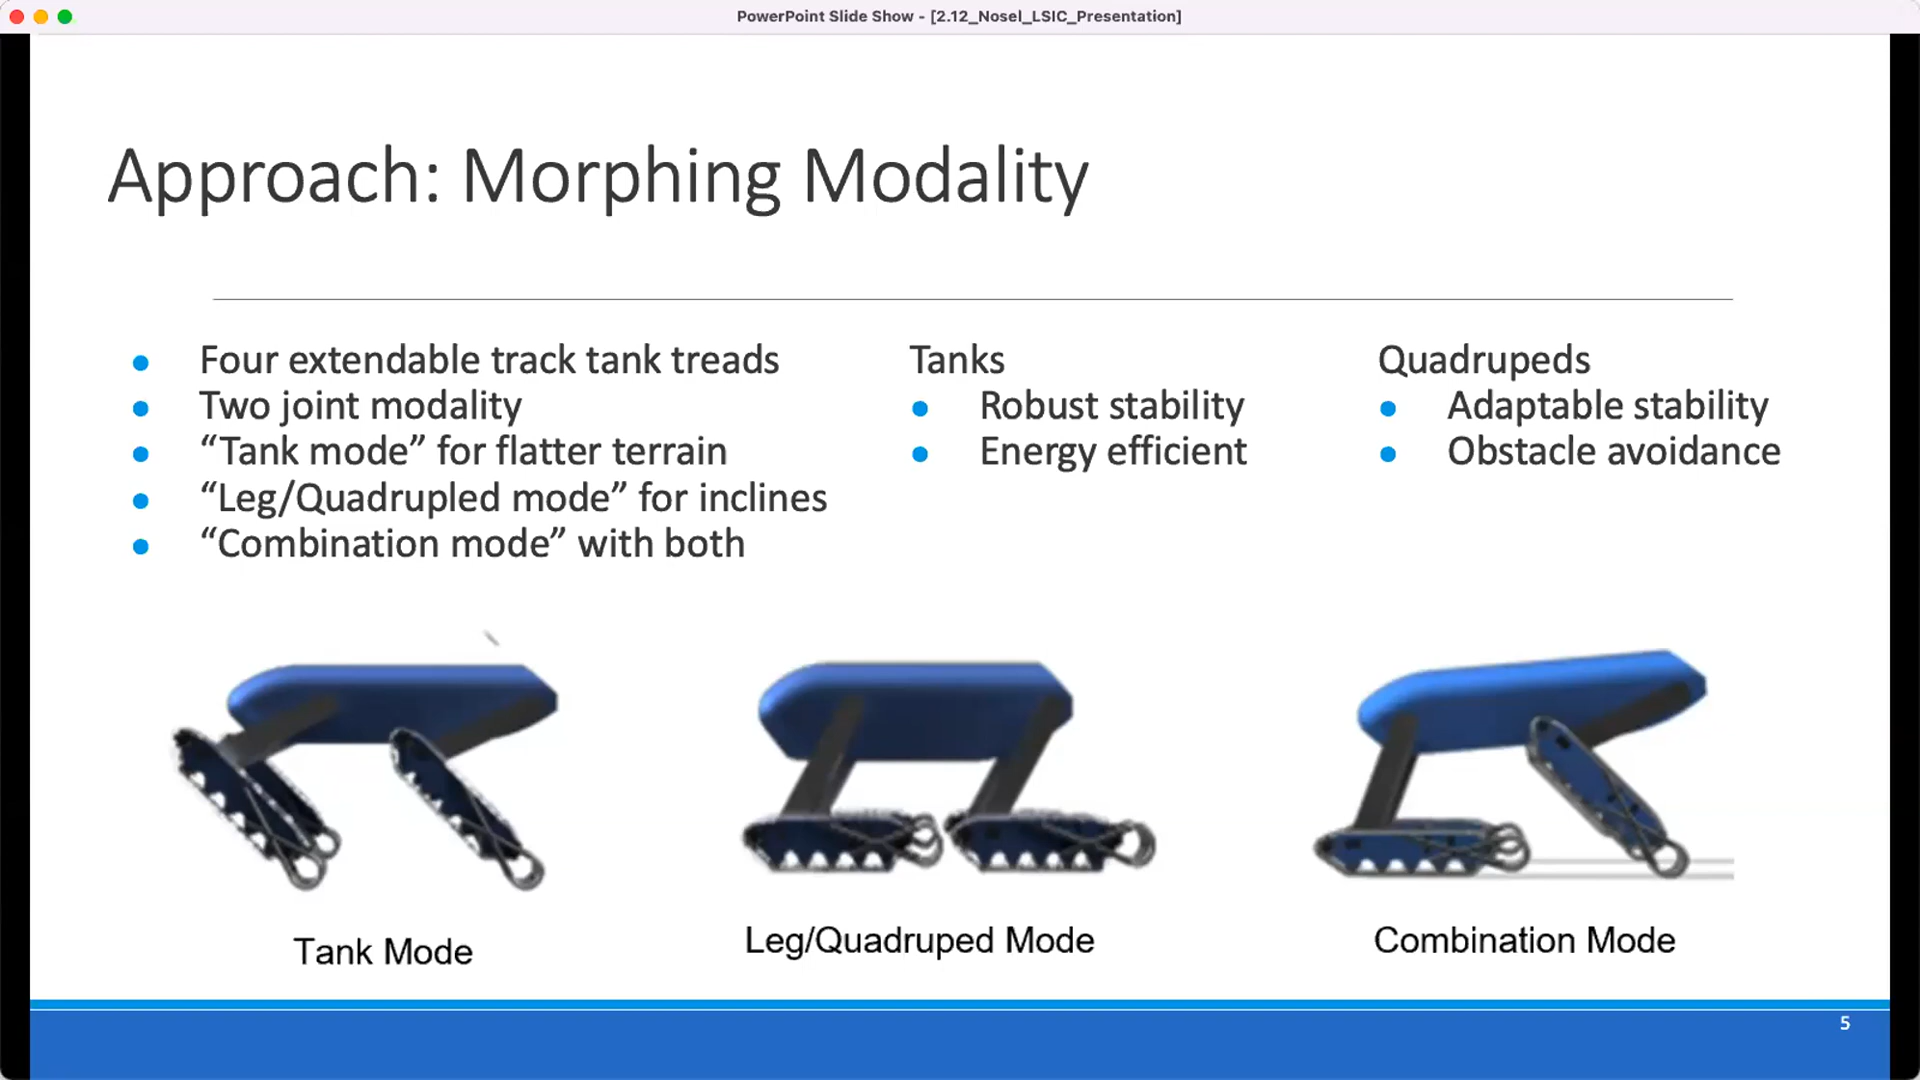 PowerPoint Slide Show - [2.12_Nosel_LSIC_Presentation]
Approach: Morphing Modality
Four extendable track tank treads
Two joint modality
“Tank mode” for flatter terrain
“Leg/Quadrupled mode” for inclines
“Combination mode” with both
Tanks
Robust stability
Energy efficient
Quadrupeds
Adaptable stability
Obstacle avoidance
Tank Mode
Leg/Quadruped Mode
Combination Mode
5